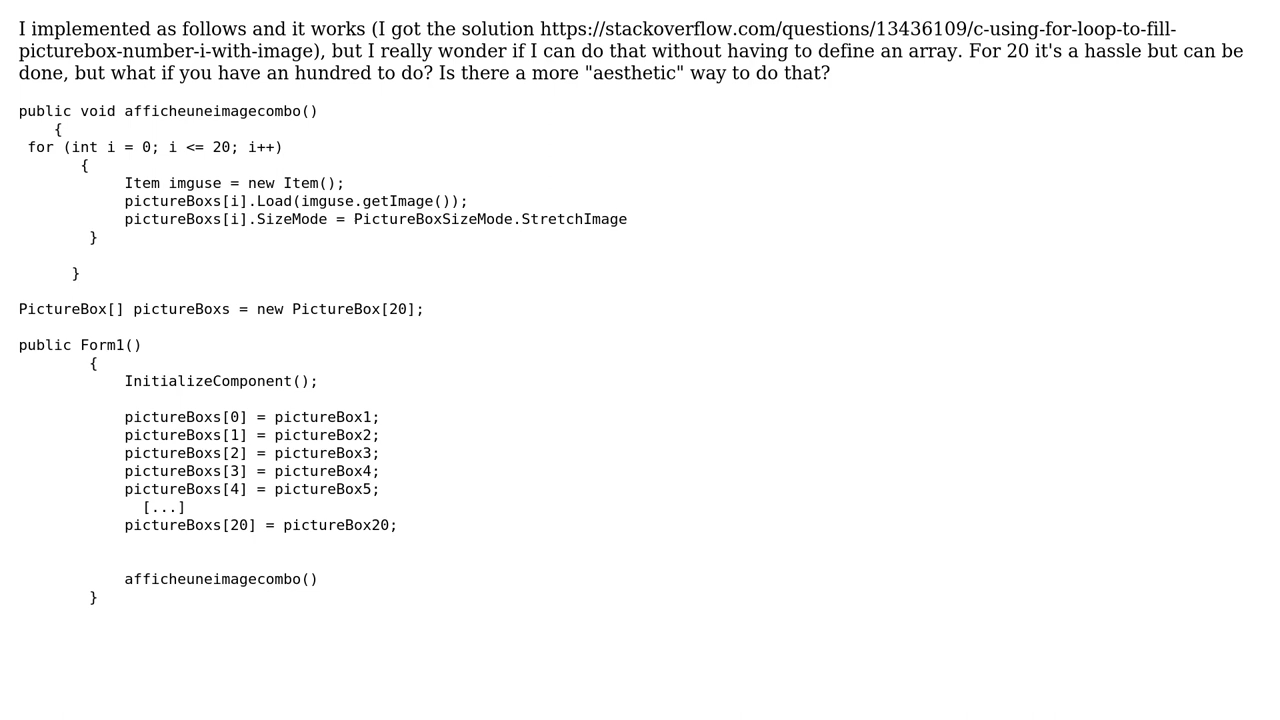 I implemented as follows and it works (I got the solution https://stackoverflow.com/questions/13436109/c-using-for-loop-to-fill-
picturebox-number-i-with-image), but I really wonder if I can do that without having to define an array. For 20 it's a hassle but can be
done, but what if you have an hundred to do? Is there a more "aesthetic" way to do that?
public void afficheuneimagecombo()
    {
 for (int i = 0; i <= 20; i++)
       {
            Item imguse = new Item();
            pictureBoxs[i].Load(imguse.getImage());
            pictureBoxs[i].SizeMode = PictureBoxSizeMode.StretchImage
        }
      }
PictureBox[] pictureBoxs = new PictureBox[20];
public Form1()
        {
            InitializeComponent();
            pictureBoxs[0] = pictureBox1;
            pictureBoxs[1] = pictureBox2;
            pictureBoxs[2] = pictureBox3;
            pictureBoxs[3] = pictureBox4;
            pictureBoxs[4] = pictureBox5;
              [...]
            pictureBoxs[20] = pictureBox20;
            afficheuneimagecombo()
        }